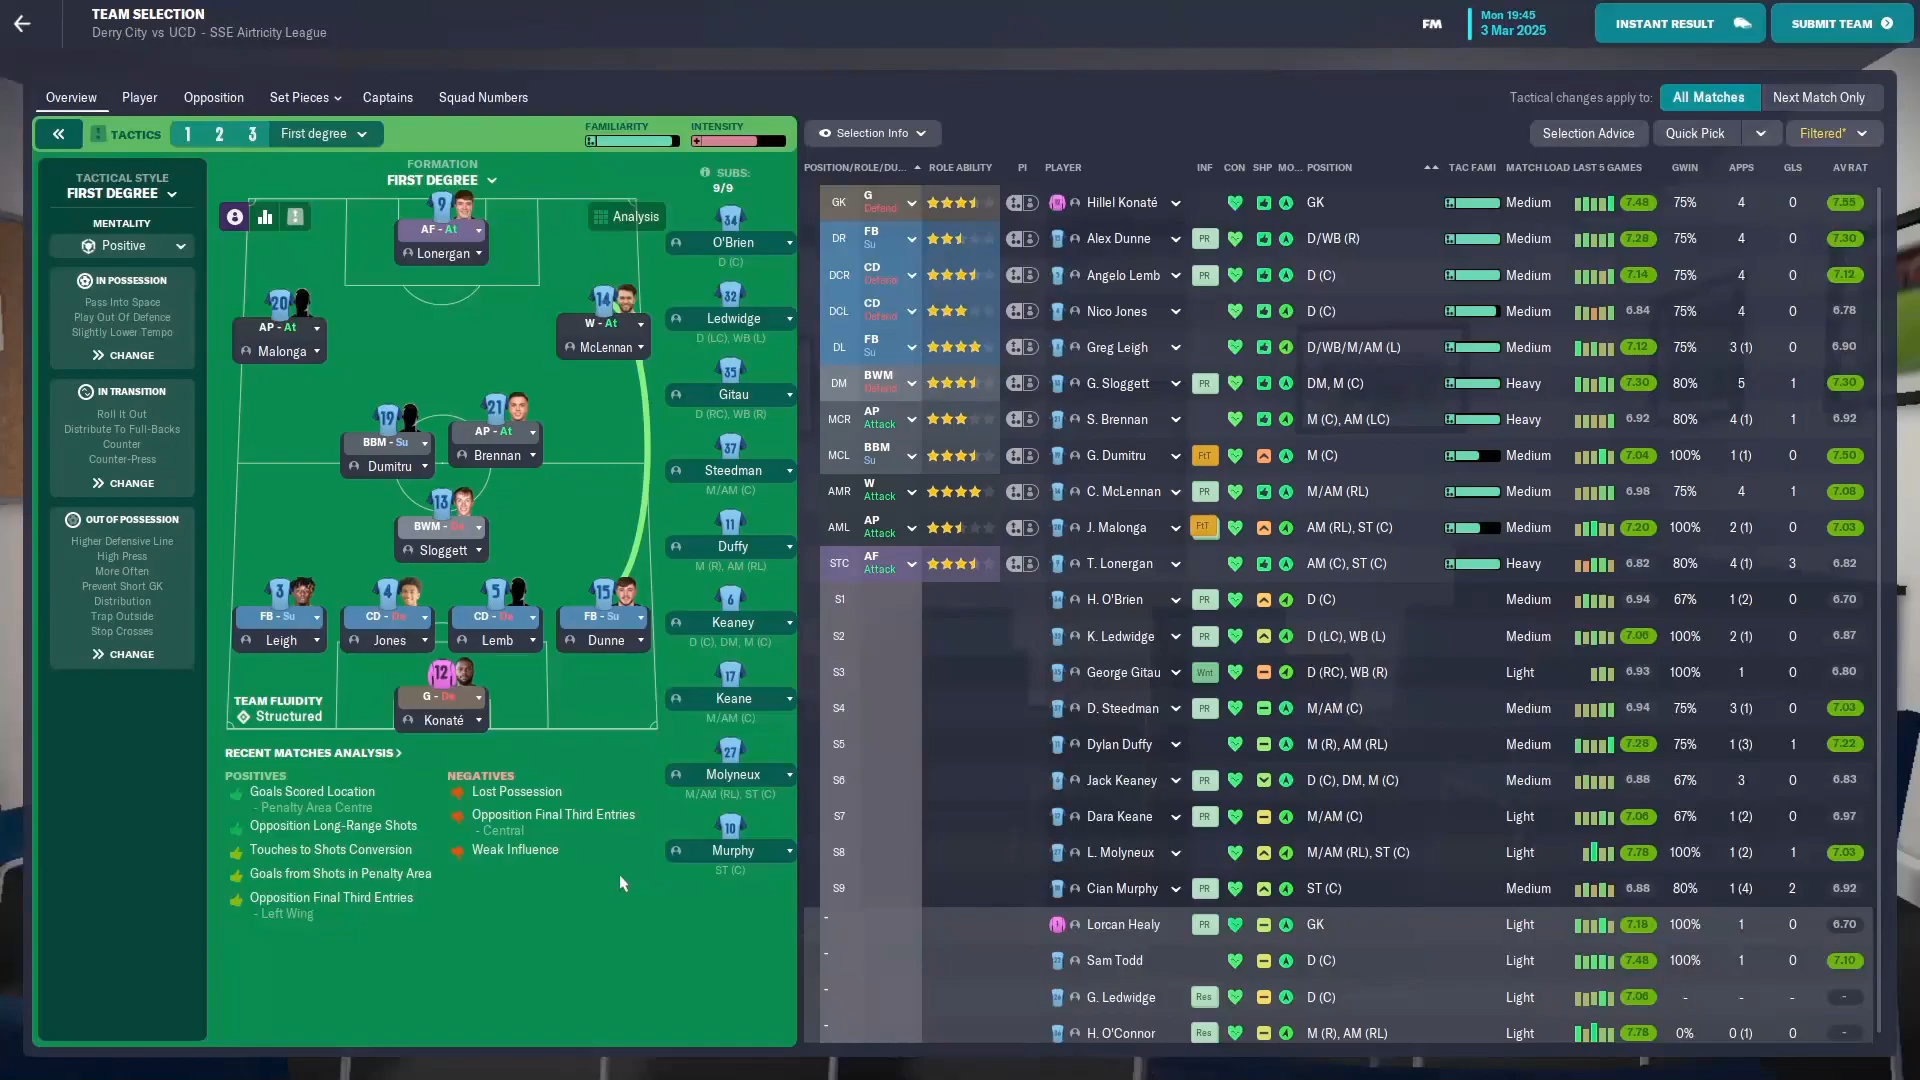 TEAM SELECTION
Derry City vs UCD - SSE Airtricity League
FM
Mon 19:45
3 Mar 2025
INSTANT RESULT
SUBMIT TEAM
Overview Player Opposition Set Pieces Captains Squad Numbers
Tactical changes apply to: All Matches Next Match Only
TACTICS 1 2 3 First degree
FAMILIARITY
INTENSITY
Selection Info
Selection Advice Quick Pick Filtered*
TACTICAL STYLE
FIRST DEGREE
MENTALITY
Positive
IN POSSESSION
Pass Into Space
Play Out Of Defence
Slightly Lower Tempo
CHANGE
IN TRANSITION
Roll It Out
Distribute To Full-Backs
Counter
Counter-Press
CHANGE
OUT OF POSSESSION
Higher Defensive Line
High Press
More Often
Prevent Short GK
Distribution
Trap Outside
Stop Crosses
CHANGE
FORMATION
FIRST DEGREE
Analysis
9
AF - At
Lonergan
20
AP - At
Malonga
14
W - At
McLennan
19
BBM - Su
Dumitru
21
AP - At
Brennan
13
BWM - De
Sloggett
3
FB - Su
Leigh
4
CD - De
Jones
5
CD - De
Lemb
15
FB - Su
Dunne
12
G - De
Konaté
TEAM FLUIDITY
Structured
SUBS:
9/9
34
O'Brien
D (C)
32
Ledwidge
D (LC), WB (L)
35
Gitau
D (RC), WB (R)
37
Steedman
M/AM (C)
11
Duffy
M (R), AM (RL)
6
Keaney
D (C), DM, M (C)
17
Keane
M/AM (C)
27
Molyneux
M/AM (RL), ST (C)
10
Murphy
ST (C)
RECENT MATCHES ANALYSIS >
POSITIVES
Goals Scored Location
- Penalty Area Centre
Opposition Long-Range Shots
Touches to Shots Conversion
Goals from Shots in Penalty Area
Opposition Final Third Entries
- Left Wing
NEGATIVES
Lost Possession
Opposition Final Third Entries
- Central
Weak Influence
POSITION/ROLE/DU... ROLE ABILITY PI PLAYER INF CON SHP MO... POSITION TAC FAMI MATCH LOAD LAST 5 GAMES GWIN APPS GLS AV RAT
GK G Defend Hillel Konaté GK Medium 7.48 75% 4 0 7.55
DR FB Su Alex Dunne PR D/WB (R) Medium 7.28 75% 4 0 7.30
DCR CD Defend Angelo Lemb PR D (C) Medium 7.14 75% 4 0 7.12
DCL CD Defend Nico Jones D (C) Medium 6.84 75% 4 0 6.78
DL FB Su Greg Leigh D/WB/M/AM (L) Medium 7.12 75% 3 (1) 0 6.90
DM BWM Defend G. Sloggett PR DM, M (C) Heavy 7.30 80% 5 1 7.30
MCR AP Attack S. Brennan M (C), AM (LC) Heavy 6.92 80% 4 (1) 1 6.92
MCL BBM Su G. Dumitru FtT M (C) Medium 7.04 100% 1 (1) 0 7.50
AMR W Attack C. McLennan PR M/AM (RL) Medium 6.98 75% 4 1 7.08
AML AP Attack J. Malonga FtT AM (RL), ST (C) Medium 7.20 100% 2 (1) 0 7.03
STC AF Attack T. Lonergan AM (C), ST (C) Heavy 6.82 80% 4 (1) 3 6.82
S1 H. O'Brien PR D (C) Medium 6.94 67% 1 (2) 0 6.70
S2 K. Ledwidge PR D (LC), WB (L) Medium 7.06 100% 2 (1) 0 6.87
S3 George Gitau Wnt D (RC), WB (R) Light 6.93 100% 1 0 6.80
S4 D. Steedman PR M/AM (C) Medium 6.94 75% 3 (1) 0 7.03
S5 Dylan Duffy M (R), AM (RL) Medium 7.28 75% 1 (3) 1 7.22
S6 Jack Keaney PR D (C), DM, M (C) Medium 6.88 67% 3 0 6.83
S7 Dara Keane PR M/AM (C) Light 7.06 67% 1 (2) 0 6.97
S8 L. Molyneux M/AM (RL), ST (C) Light 7.78 100% 1 (2) 1 7.03
S9 Cian Murphy PR ST (C) Medium 6.88 80% 1 (4) 2 6.92
- Lorcan Healy PR GK Light 7.18 100% 1 0 6.70
- Sam Todd D (C) Light 7.48 100% 1 0 7.10
- G. Ledwidge Res D (C) Light 7.06 - - - -
- H. O'Connor Res M (R), AM (RL) Light 7.78 0% 0 (1) 0 -